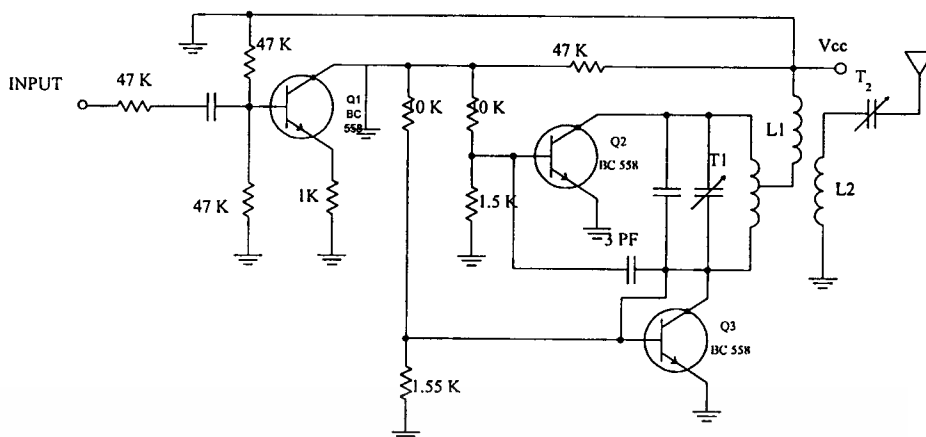 47 K
47 K
Vcc
INPUT
47 K
Q1
BC
558
10 K
10 K
T2
Q2
BC 558
T1
L1
L2
47 K
1K
1.5 K
3 PF
Q3
BC 558
1.55 K